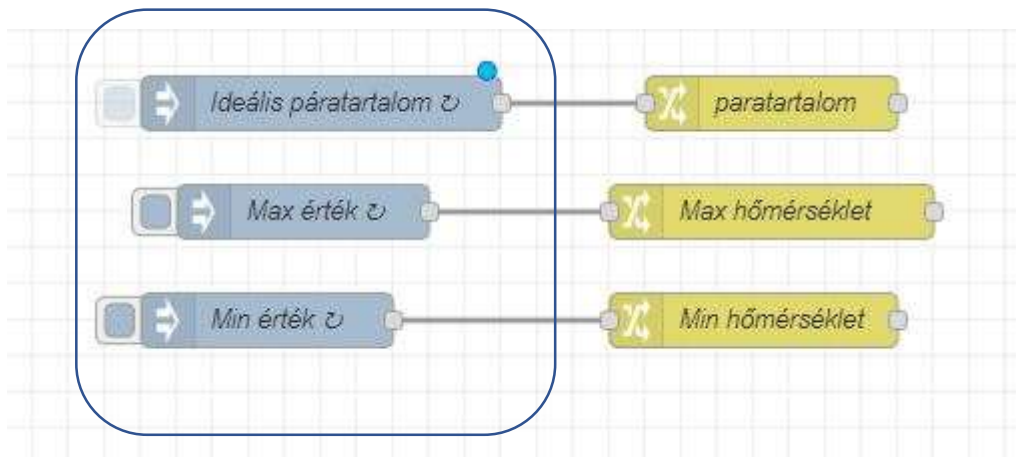 Ideális páratartalom ↻
paratartalom
Max érték ↻
Max hőmérséklet
Min érték ↻
Min hőmérséklet